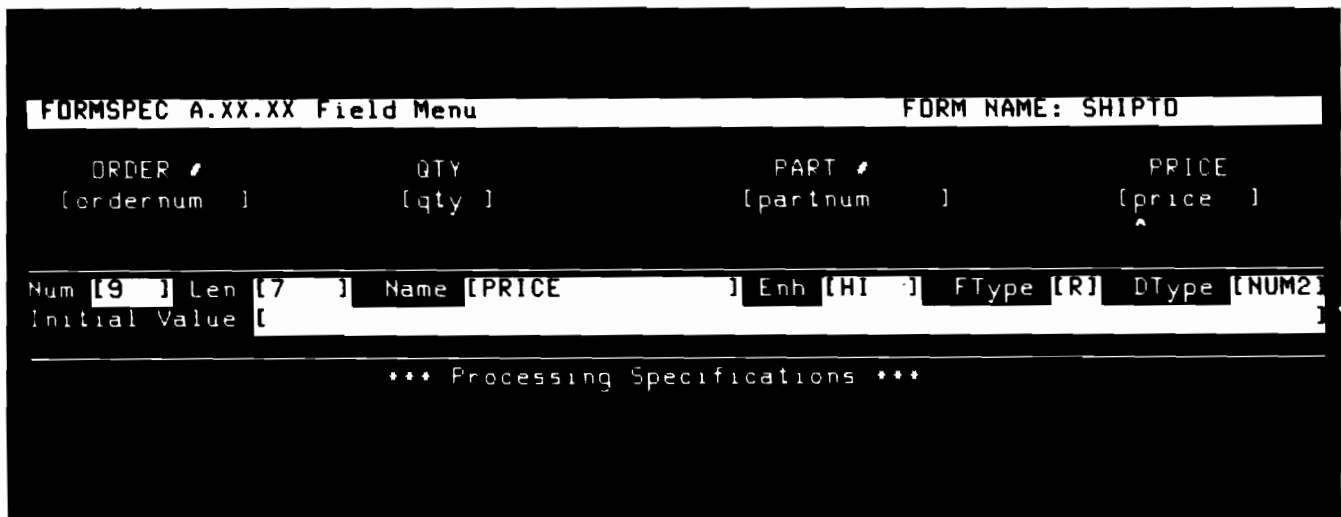 FORMSPEC A.XX.XX Field Menu FORM NAME: SHIPTO
ORDER # QTY PART # PRICE
[ordernum ] [qty ] [partnum ] [price ]
^
Num [9 ] Len [7 ] Name [PRICE ] Enh [HI ] FType [R] DType [NUM2]
Initial Value [ ]
*** Processing Specifications ***